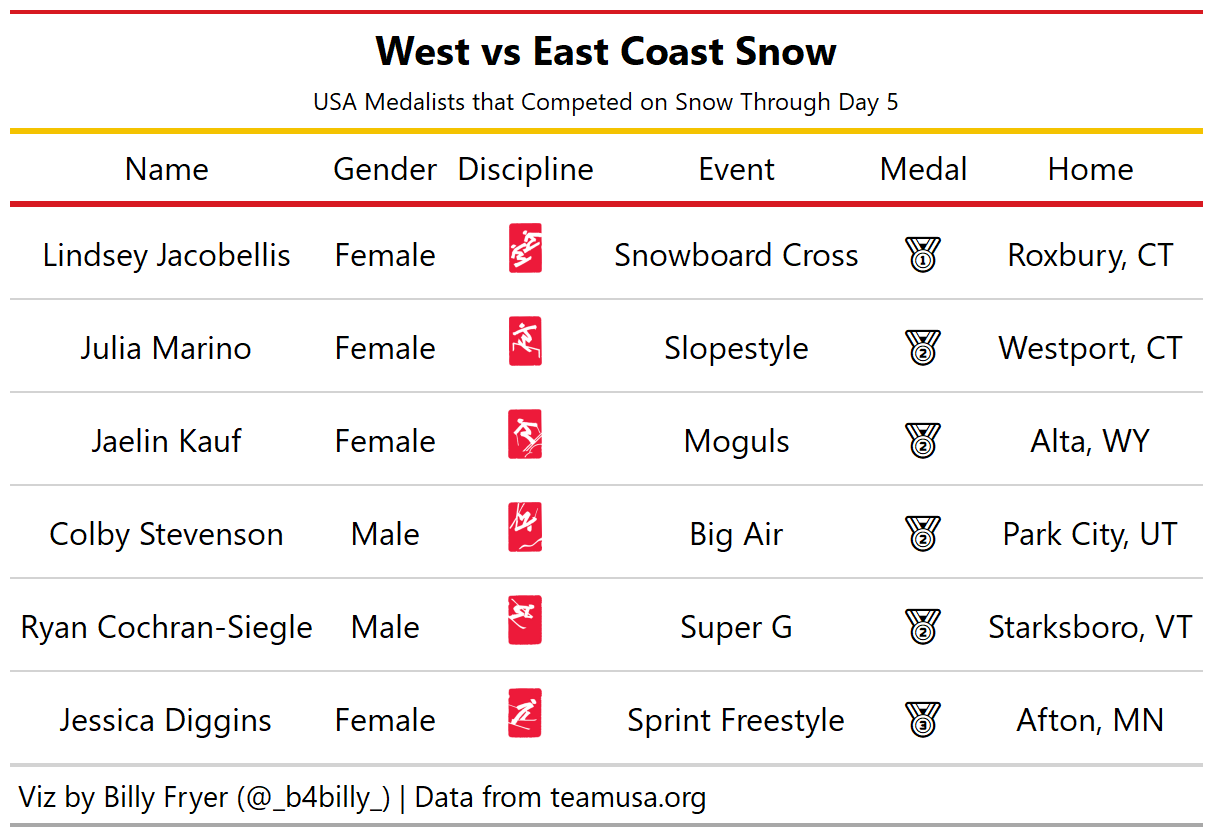 West vs East Coast Snow
USA Medalists that Competed on Snow Through Day 5
Name Gender Discipline Event Medal Home
Lindsey Jacobellis Female Snowboard Cross 1 Roxbury, CT
Julia Marino Female Slopestyle 2 Westport, CT
Jaelin Kauf Female Moguls 2 Alta, WY
Colby Stevenson Male Big Air 2 Park City, UT
Ryan Cochran-Siegle Male Super G 2 Starksboro, VT
Jessica Diggins Female Sprint Freestyle 3 Afton, MN
Viz by Billy Fryer (@_b4billy_) | Data from teamusa.org